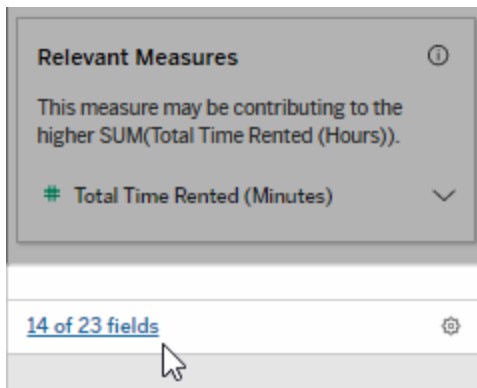 Relevant Measures
This measure may be contributing to the
higher SUM(Total Time Rented (Hours)).
# Total Time Rented (Minutes)
14 of 23 fields